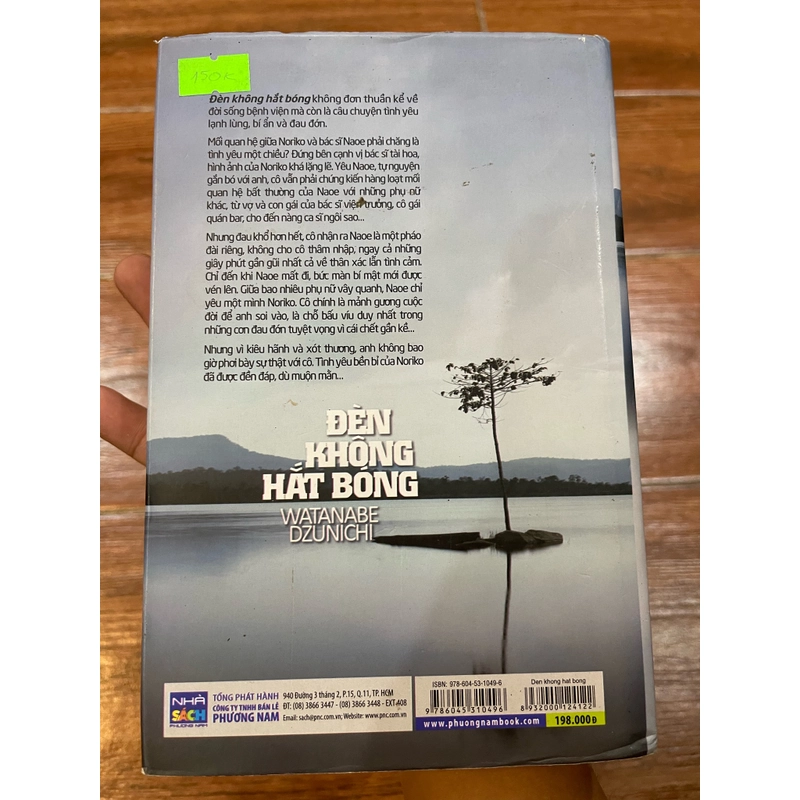 150K
Đèn không hắt bóng không đơn thuần kể về
đời sống bệnh viện mà còn là câu chuyện tình yêu
lạnh lùng, bí ẩn và đau đớn.
Mối quan hệ giữa Noriko và bác sĩ Naoe phải chăng là
tình yêu một chiều? Đứng bên cạnh vị bác sĩ tài hoa,
hình ảnh của Noriko khá lặng lẽ. Yêu Naoe, tự nguyện
gắn bó với anh, cô vẫn phải chứng kiến hàng loạt mối
quan hệ bất thường của Naoe với những phụ nữ
khác, từ vợ và con gái của bác sĩ viện trưởng, cô gái
quán bar, cho đến nàng ca sĩ ngôi sao...
Nhưng đau khổ hơn hết, cô nhận ra Naoe là một pháo
đài riêng, không cho cô thâm nhập, ngay cả những
giây phút gần gũi nhất cả về thân xác lẫn tình cảm.
Chỉ đến khi Naoe mất đi, bức màn bí mật mới được
vén lên. Giữa bao nhiêu phụ nữ vây quanh, Naoe chỉ
yêu một mình Noriko. Cô chính là mảnh gương cuộc
đời để anh soi vào, là chỗ bấu víu duy nhất trong
những cơn đau đớn tuyệt vọng vì cái chết gần kề...
Nhưng vì kiêu hãnh và xót thương, anh không bao
giờ phơi bày sự thật với cô. Tình yêu bền bỉ của Noriko
đã được đền đáp, dù muộn mằn...
ĐÈN
KHÔNG
HẮT BÓNG
WATANABE
DZUNICHI
NHÀ
SÁCH
PHƯƠNG NAM
TỔNG PHÁT HÀNH
CÔNG TY TNHH BÁN LẺ
PHƯƠNG NAM
940 Đường 3 tháng 2, P.15, Q.11, TP. HCM
ĐT: (08) 3866 3447 - (08) 3866 3448 - EXT:408
Email: sach@pnc.com.vn; Website: www.pnc.com.vn
ISBN: 978-604-53-1049-6
9 786045 310496
Den khong hat bong
8 932000 124122
www.phuongnambook.com
198.000Đ